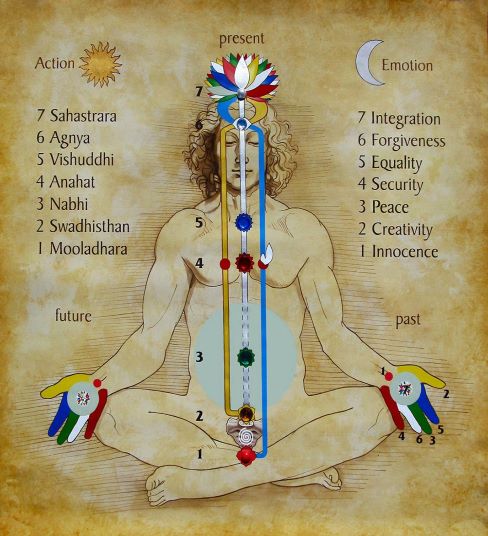 present
Action
Emotion
7 Sahastrara
6 Agnya
5 Vishuddhi
4 Anahat
3 Nabhi
2 Swadhisthan
1 Mooladhara
7 Integration
6 Forgiveness
5 Equality
4 Security
3 Peace
2 Creativity
1 Innocence
7
6
5
4
3
2
1
future
past
1
2
5
3
6
4